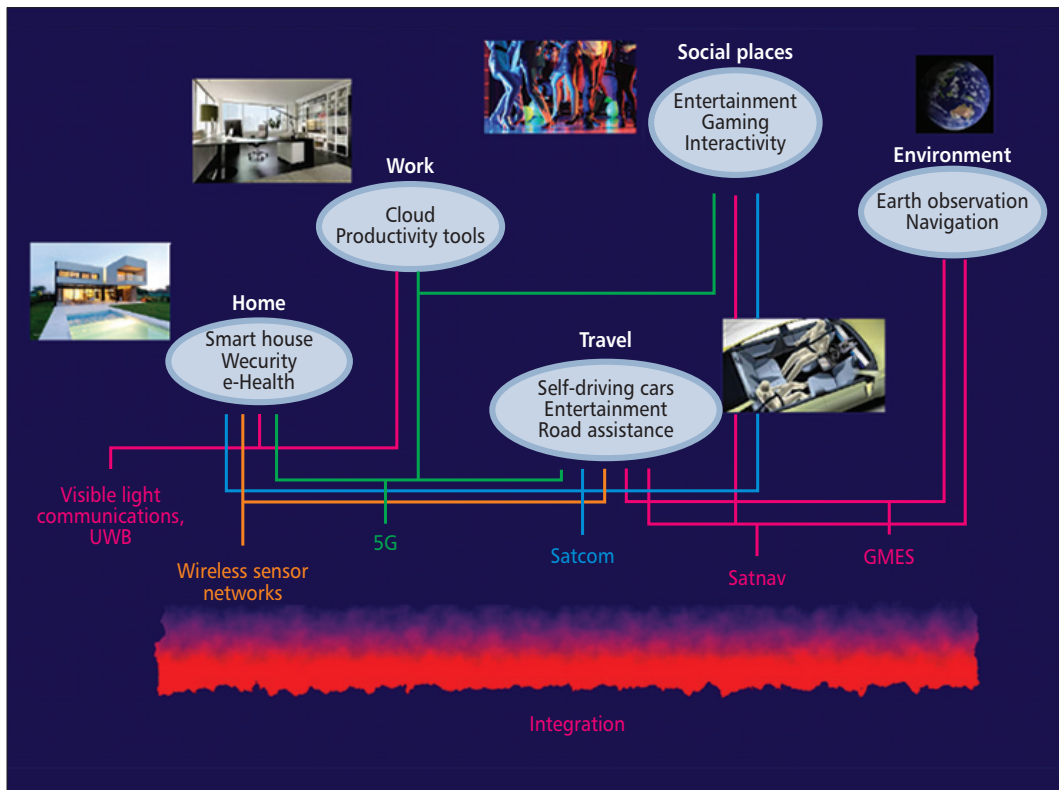 Social places
Entertainment
Gaming
Interactivity
Environment
Earth observation
Navigation
Work
Cloud
Productivity tools
Home
Smart house
Wecurity
e-Health
Travel
Self-driving cars
Entertainment
Road assistance
Visible light
communications,
UWB
Wireless sensor
networks
5G
Satcom
Satnav
GMES
Integration